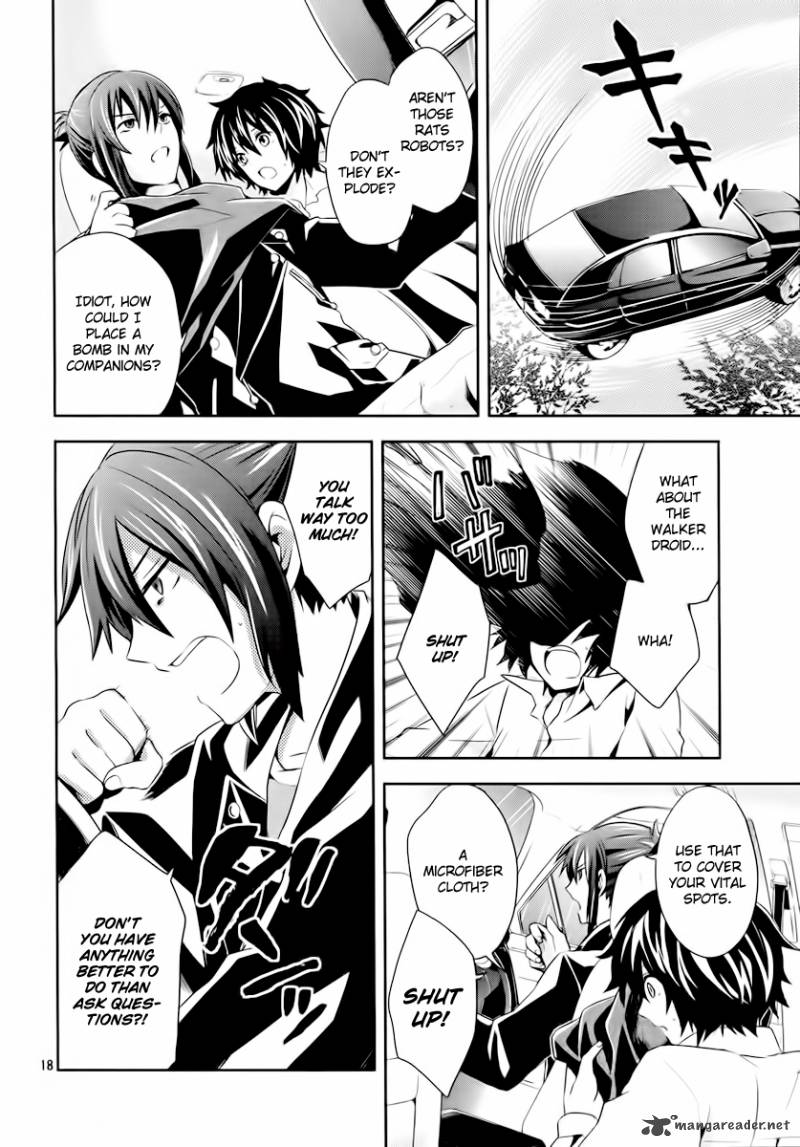 キキッ
AREN'T
THOSE
RATS
ROBOTS?
DON'T
THEY EX-
PLODE?
IDIOT, HOW
COULD I
PLACE A
BOMB IN MY
COMPANIONS?
WHAT
ABOUT
THE
WALKER
DROID...
WHA!
バサッ
SHUT
UP!
YOU
TALK
WAY TOO
MUCH!
ダン
DON'T
YOU HAVE
ANYTHING
BETTER TO
DO THAN
ASK QUES-
TIONS?!
USE THAT
TO COVER
YOUR VITAL
SPOTS.
A
MICROFIBER
CLOTH?
SHUT
UP!
18
mangareader.net